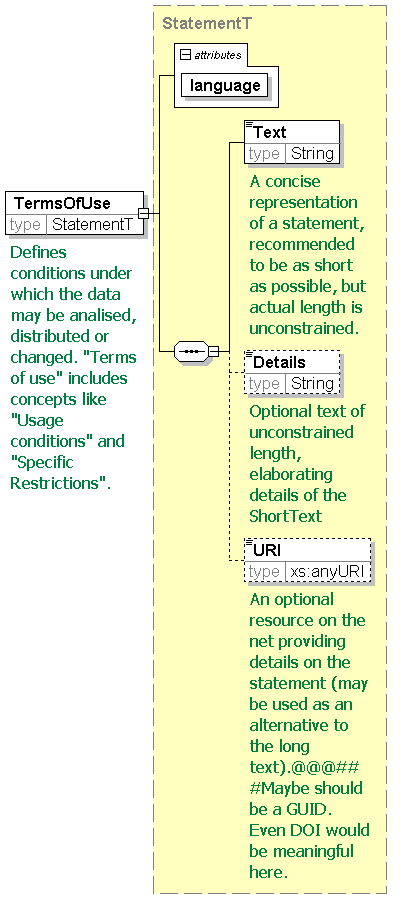 StatementT
attributes
language
Text
type String
A concise
representation
of a statement,
recommended
to be as short
as possible, but
actual length is
unconstrained.
TermsOfUse
type StatementT
Defines
conditions under
which the data
may be analised,
distributed or
changed. "Terms
of use" includes
concepts like
"Usage
conditions" and
"Specific
Restrictions".
Details
type String
Optional text of
unconstrained
length,
elaborating
details of the
ShortText
URI
type xs:anyURI
An optional
resource on the
net providing
details on the
statement (may
be used as an
alternative to
the long
text).@@@##
#Maybe should
be a GUID.
Even DOI would
be meaningful
here.